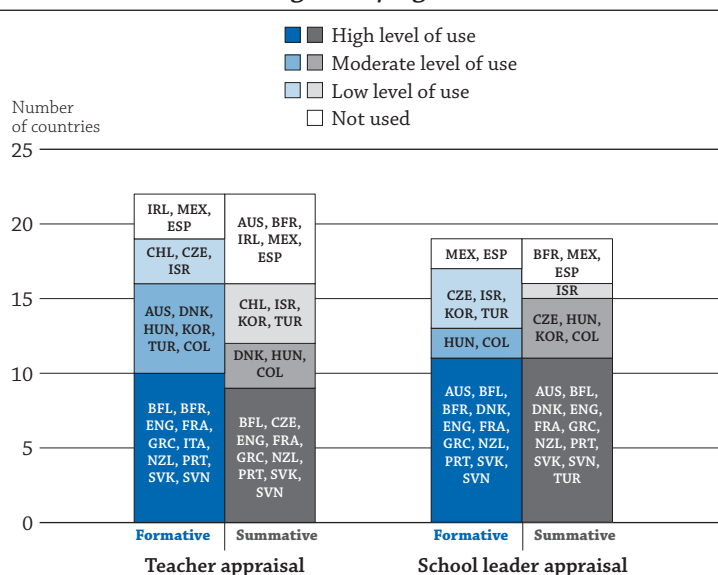 High level of use
Moderate level of use
Low level of use
Not used
Number
of countries
25
20
15
10
5
0
IRL, MEX,
ESP
CHL, CZE,
ISR
AUS, DNK,
HUN, KOR,
TUR, COL
BFL, BFR,
ENG, FRA,
GRC, ITA,
NZL, PRT,
SVK, SVN
AUS, BFR,
IRL, MEX,
ESP
CHL, ISR,
KOR, TUR
DNK, HUN,
COL
BFL, CZE,
ENG, FRA,
GRC, NZL,
PRT, SVK,
SVN
MEX, ESP
CZE, ISR,
KOR, TUR
HUN, COL
AUS, BFL,
BFR, DNK,
ENG, FRA,
GRC, NZL,
PRT, SVK,
SVN
BFR, MEX,
ESP
ISR
CZE, HUN,
KOR, COL
AUS, BFL,
DNK, ENG,
FRA, GRC,
NZL, PRT,
SVK, SVN,
TUR
Formative
Summative
Formative
Summative
Teacher appraisal
School leader appraisal